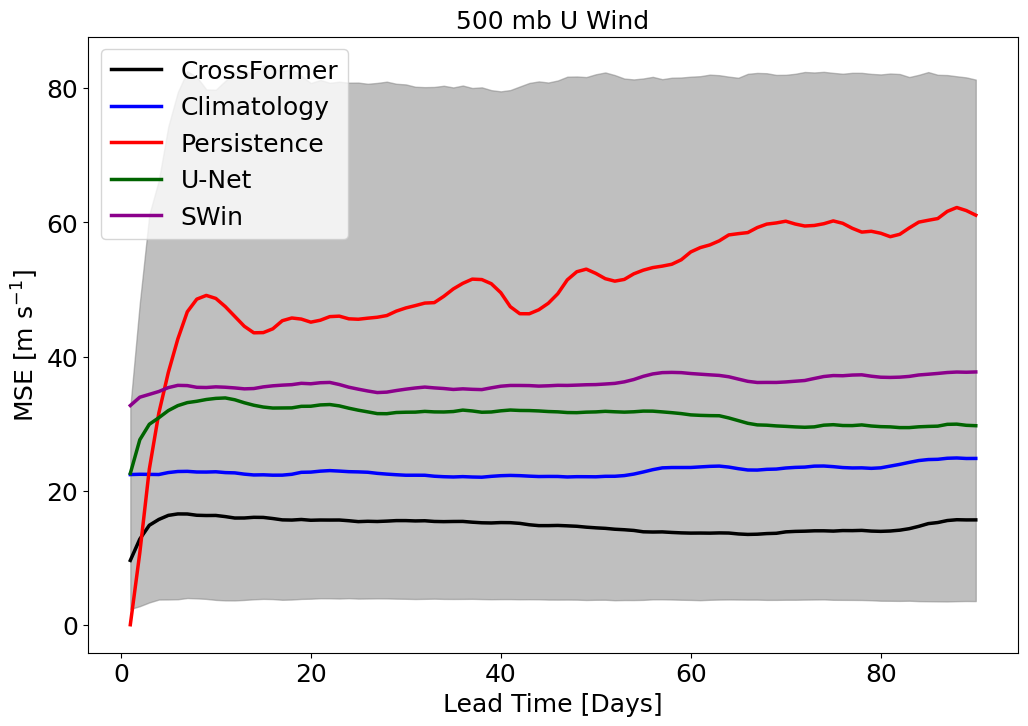 500 mb U Wind
CrossFormer
Climatology
Persistence
U-Net
SWin
80
60
40
20
0
MSE [m s⁻¹]
0 20 40 60 80
Lead Time [Days]